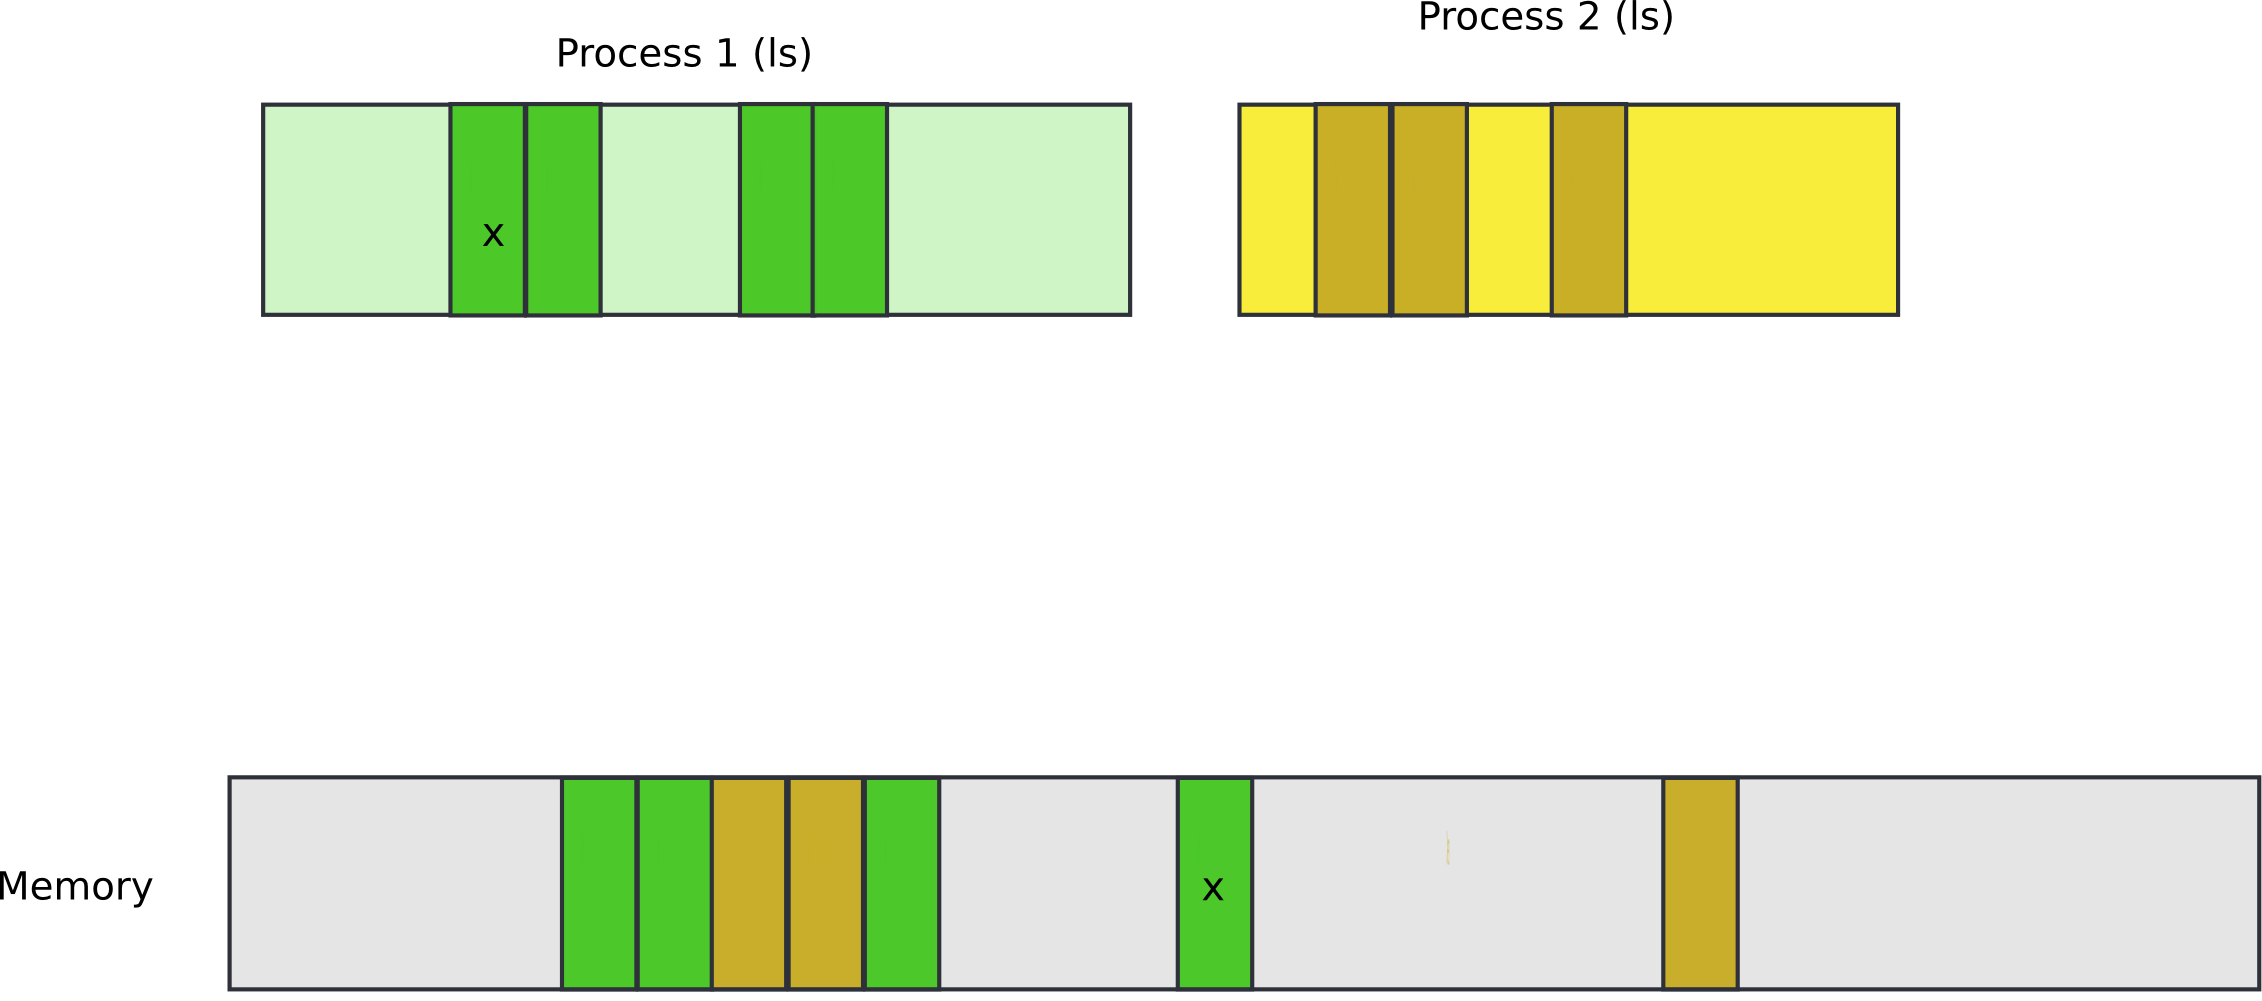 Process 1 (ls)
Process 2 (ls)
x
Memory
x